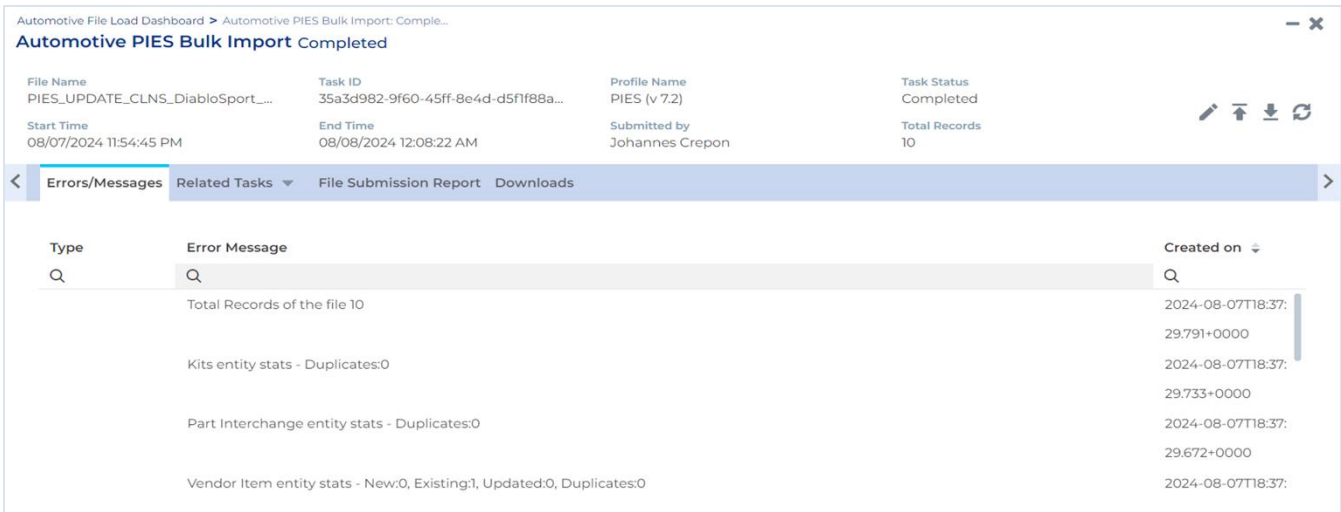 Automotive File Load Dashboard > Automotive PIES Bulk Import: Comple...
Automotive PIES Bulk Import Completed
File Name Task ID Profile Name Task Status
PIES_UPDATE_CLNS_DiabloSport_... 35a3d982-9f60-45ff-8e4d-d5f1f88a... PIES (v 7.2) Completed
Start Time End Time Submitted by Total Records
08/07/2024 11:54:45 PM 08/08/2024 12:08:22 AM Johannes Crepon 10
Errors/Messages Related Tasks File Submission Report Downloads
Type Error Message Created on
Total Records of the file 10 2024-08-07T18:37:
29.791+0000
Kits entity stats - Duplicates:0 2024-08-07T18:37:
29.733+0000
Part Interchange entity stats - Duplicates:0 2024-08-07T18:37:
29.672+0000
Vendor Item entity stats - New:0, Existing:1, Updated:0, Duplicates:0 2024-08-07T18:37: